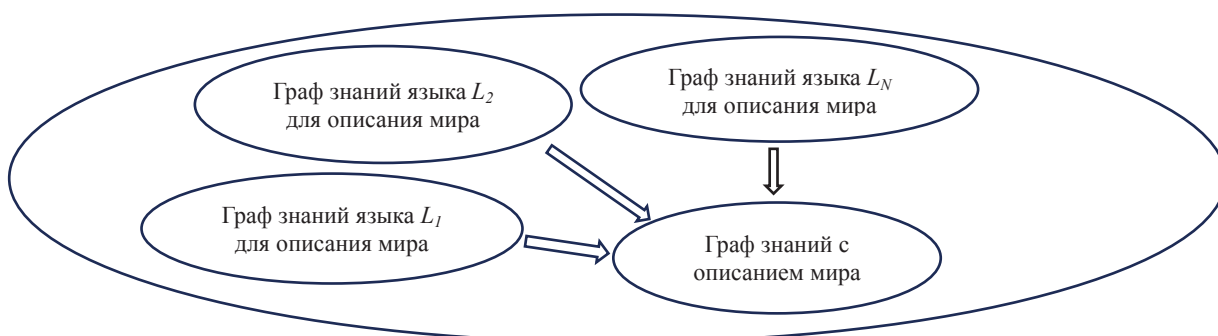 Граф знаний языка L2
для описания мира
Граф знаний языка LN
для описания мира
Граф знаний языка L1
для описания мира
Граф знаний с
описанием мира